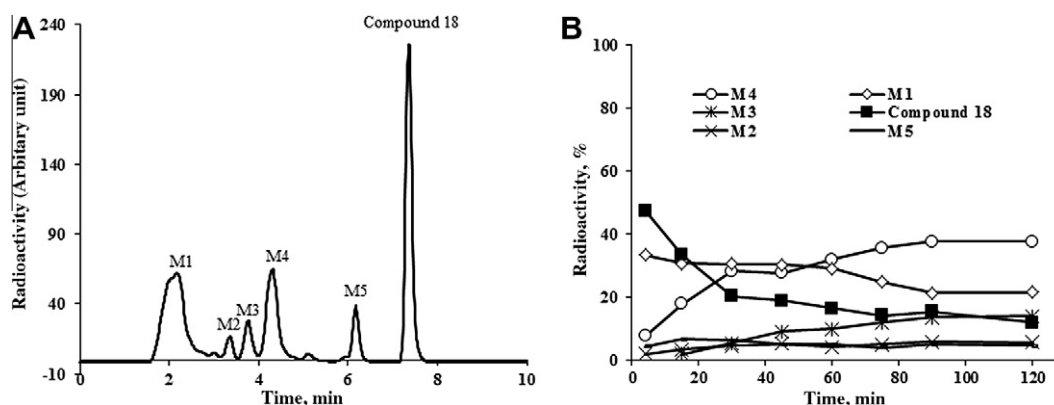 A
Compound 18
240
190
140
90
40
-10
Radioactivity (Arbitary unit)
M1
M2
M3
M4
M5
0 2 4 6 8 10
Time, min
B
100
80
60
40
20
0
Radioactivity, %
M4 M1
M3 Compound 18
M2 M5
0 20 40 60 80 100 120
Time, min